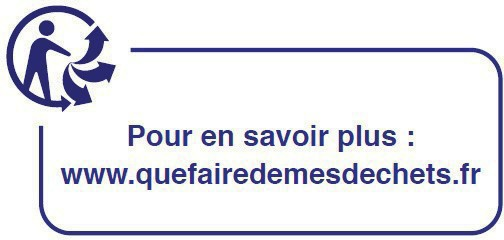 Pour en savoir plus :
www.quefairedemesdechets.fr